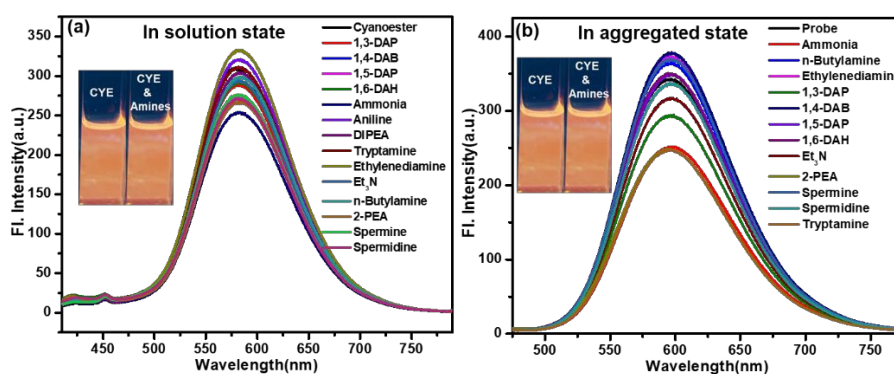 (a) In solution state
CYE
CYE & Amines
Fl. Intensity(a.u.)
350
300
250
200
150
100
50
0
450 500 550 600 650 700 750
Wavelength(nm)
Cyanoester
1,3-DAP
1,4-DAB
1,5-DAP
1,6-DAH
Ammonia
Aniline
DIPEA
Tryptamine
Ethylenediamine
Et3N
n-Butylamine
2-PEA
Spermine
Spermidine
(b) In aggregated state
CYE
CYE & Amines
Fl. Intensity(a.u.)
400
300
200
100
0
500 550 600 650 700 750
Wavelength(nm)
Probe
Ammonia
n-Butylamine
Ethylenediamin
1,3-DAP
1,4-DAB
1,5-DAP
1,6-DAH
Et3N
2-PEA
Spermine
Spermidine
Tryptamine